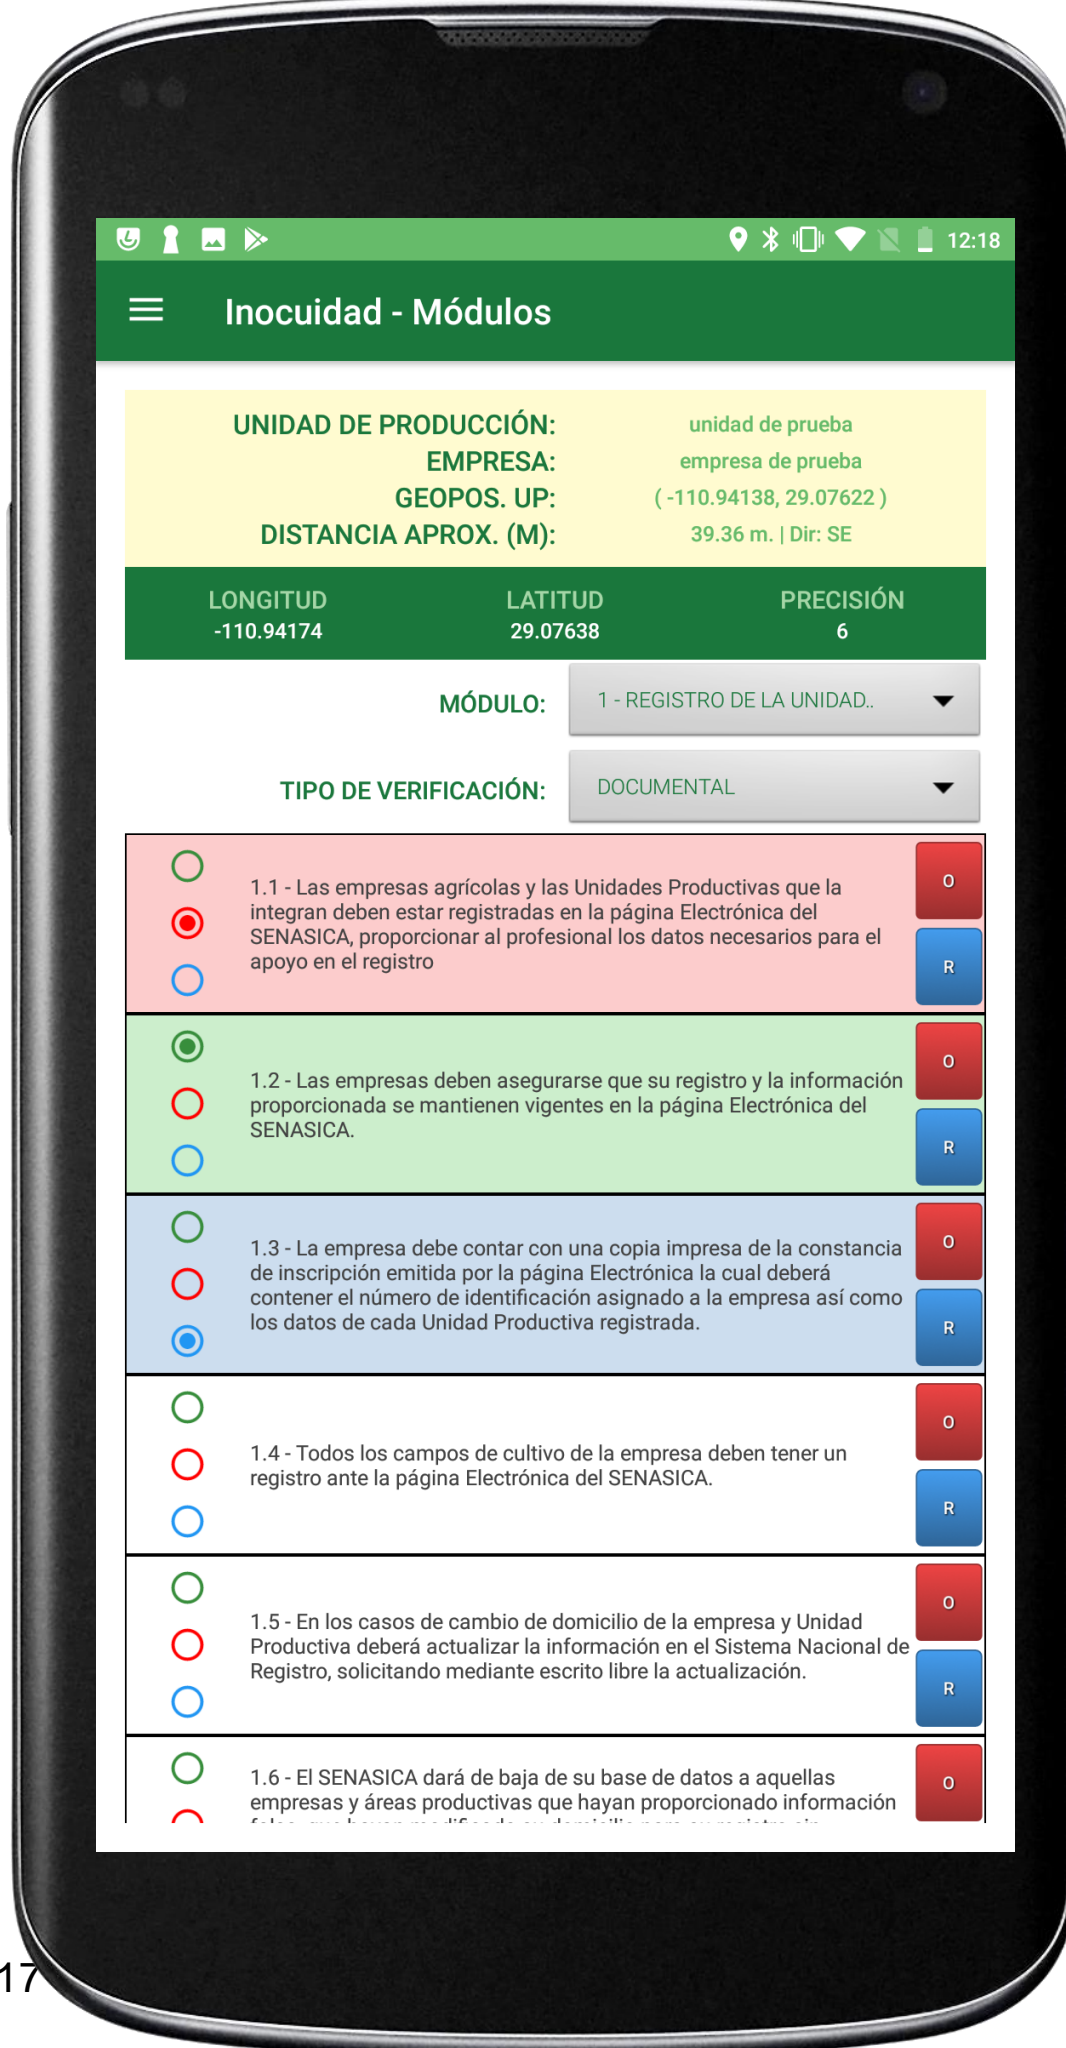 12:18
Inocuidad - Módulos
UNIDAD DE PRODUCCIÓN: unidad de prueba
EMPRESA: empresa de prueba
GEOPOS. UP: ( -110.94138, 29.07622 )
DISTANCIA APROX. (M): 39.36 m. | Dir: SE
LONGITUD LATITUD PRECISIÓN
-110.94174 29.07638 6
MÓDULO: 1 - REGISTRO DE LA UNIDAD..
TIPO DE VERIFICACIÓN: DOCUMENTAL
1.1 - Las empresas agrícolas y las Unidades Productivas que la
integran deben estar registradas en la página Electrónica del
SENASICA, proporcionar al profesional los datos necesarios para el
apoyo en el registro
O
R
1.2 - Las empresas deben asegurarse que su registro y la información
proporcionada se mantienen vigentes en la página Electrónica del
SENASICA.
O
R
1.3 - La empresa debe contar con una copia impresa de la constancia
de inscripción emitida por la página Electrónica la cual deberá
contener el número de identificación asignado a la empresa así como
los datos de cada Unidad Productiva registrada.
O
R
1.4 - Todos los campos de cultivo de la empresa deben tener un
registro ante la página Electrónica del SENASICA.
O
R
1.5 - En los casos de cambio de domicilio de la empresa y Unidad
Productiva deberá actualizar la información en el Sistema Nacional de
Registro, solicitando mediante escrito libre la actualización.
O
R
1.6 - El SENASICA dará de baja de su base de datos a aquellas
empresas y áreas productivas que hayan proporcionado información
O
17